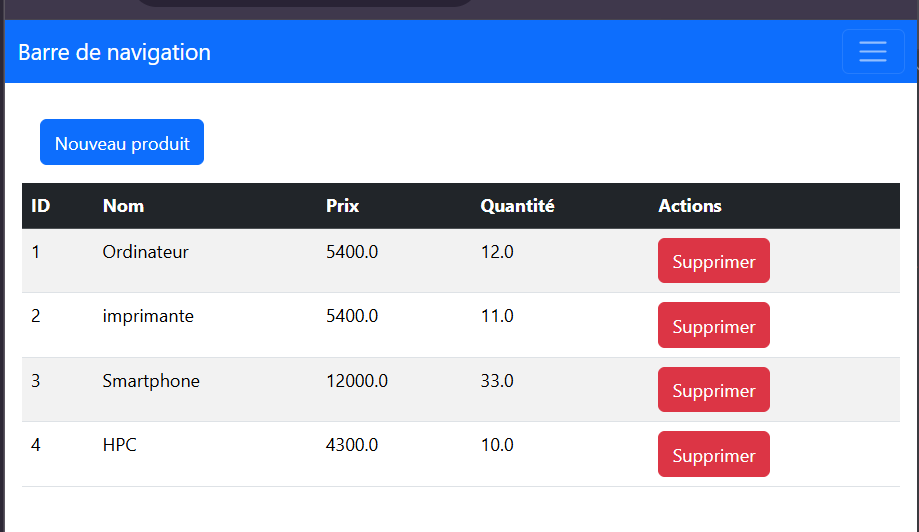 Barre de navigation
Nouveau produit
ID Nom Prix Quantité Actions
1 Ordinateur 5400.0 12.0 Supprimer
2 imprimante 5400.0 11.0 Supprimer
3 Smartphone 12000.0 33.0 Supprimer
4 HPC 4300.0 10.0 Supprimer